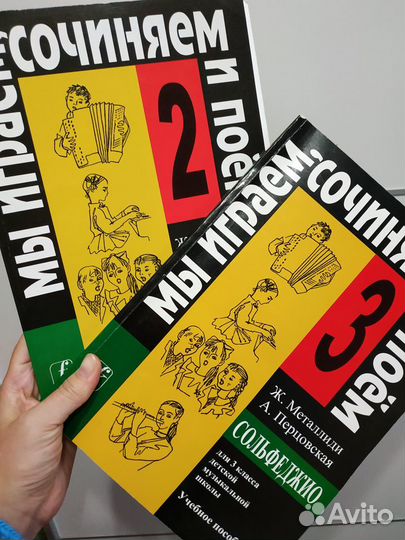 МЫ ИГРАЕМ,
СОЧИНЯЕМ
И ПОЁМ
2
МЫ ИГРАЕМ,
СОЧИНЯЕМ
ПОЁМ
3
Ж. Металлиди
А. Перцовская
СОЛЬФЕДЖИО
для 3 класса
детской
музыкальной
школы
Учебное
Avito